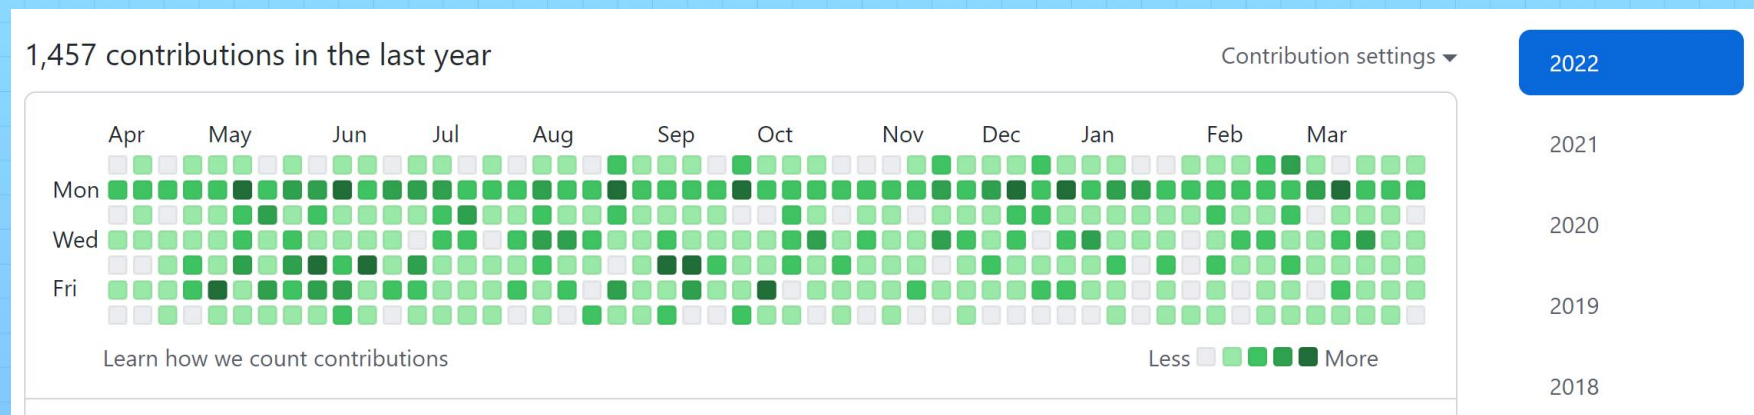 1,457 contributions in the last year
Contribution settings
Apr May Jun Jul Aug Sep Oct Nov Dec Jan Feb Mar
Mon
Wed
Fri
Learn how we count contributions
Less More
2022
2021
2020
2019
2018